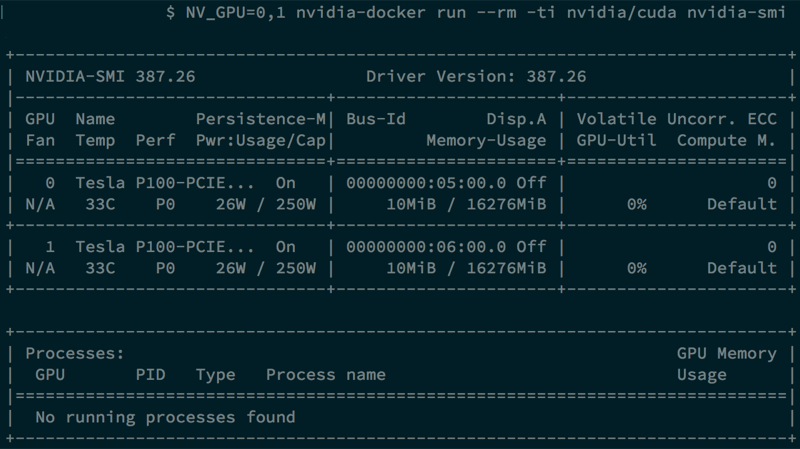 $ NV_GPU=0,1 nvidia-docker run --rm -ti nvidia/cuda nvidia-smi
+-----------------------------------------------------------------------------+
| NVIDIA-SMI 387.26                 Driver Version: 387.26                    |
|-------------------------------+----------------------+----------------------+
| GPU  Name        Persistence-M| Bus-Id        Disp.A | Volatile Uncorr. ECC |
| Fan  Temp  Perf  Pwr:Usage/Cap|         Memory-Usage | GPU-Util  Compute M. |
|===============================+======================+======================|
|   0  Tesla P100-PCIE...  On   | 00000000:05:00.0 Off |                    0 |
| N/A   33C    P0    26W / 250W |     10MiB / 16276MiB |      0%      Default |
+-------------------------------+----------------------+----------------------+
|   1  Tesla P100-PCIE...  On   | 00000000:06:00.0 Off |                    0 |
| N/A   33C    P0    26W / 250W |     10MiB / 16276MiB |      0%      Default |
+-------------------------------+----------------------+----------------------+
+-----------------------------------------------------------------------------+
| Processes:                                                       GPU Memory |
|  GPU       PID   Type   Process name                             Usage      |
|=============================================================================|
|  No running processes found                                                 |
+-----------------------------------------------------------------------------+